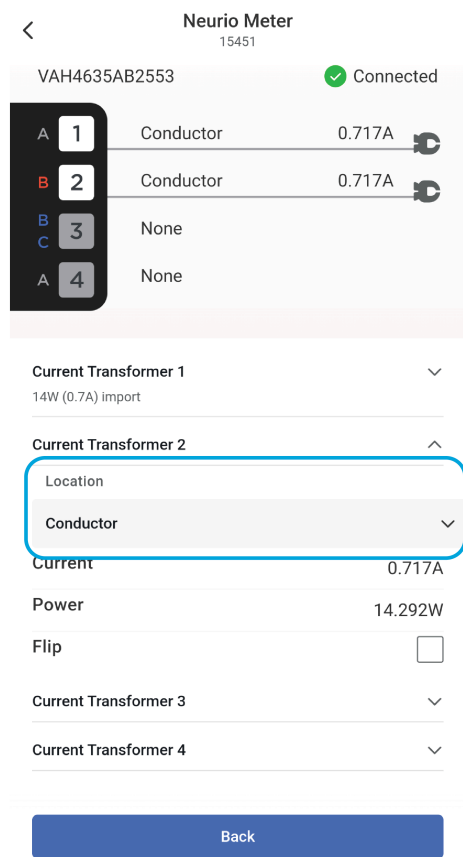 Neurio Meter
15451
VAH4635AB2553 Connected
A 1 Conductor 0.717A
B 2 Conductor 0.717A
B C 3 None
A 4 None
Current Transformer 1
14W (0.7A) import
Current Transformer 2
Location
Conductor
Current 0.717A
Power 14.292W
Flip
Current Transformer 3
Current Transformer 4
Back